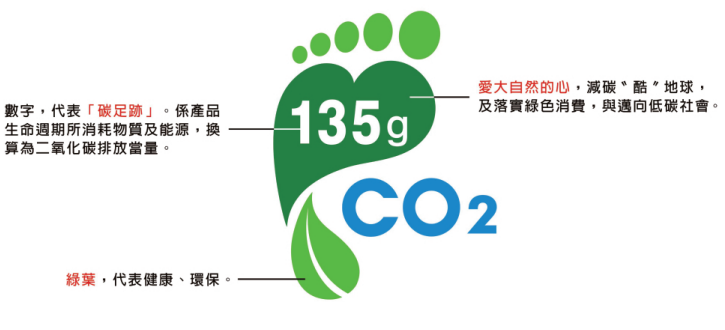 愛大自然的心，減碳〝酷〞地球，
及落實綠色消費，與邁向低碳社會。
數字，代表「碳足跡」。係產品
生命週期所消耗物質及能源，換
算為二氧化碳排放當量。
135g
CO2
綠葉，代表健康、環保。